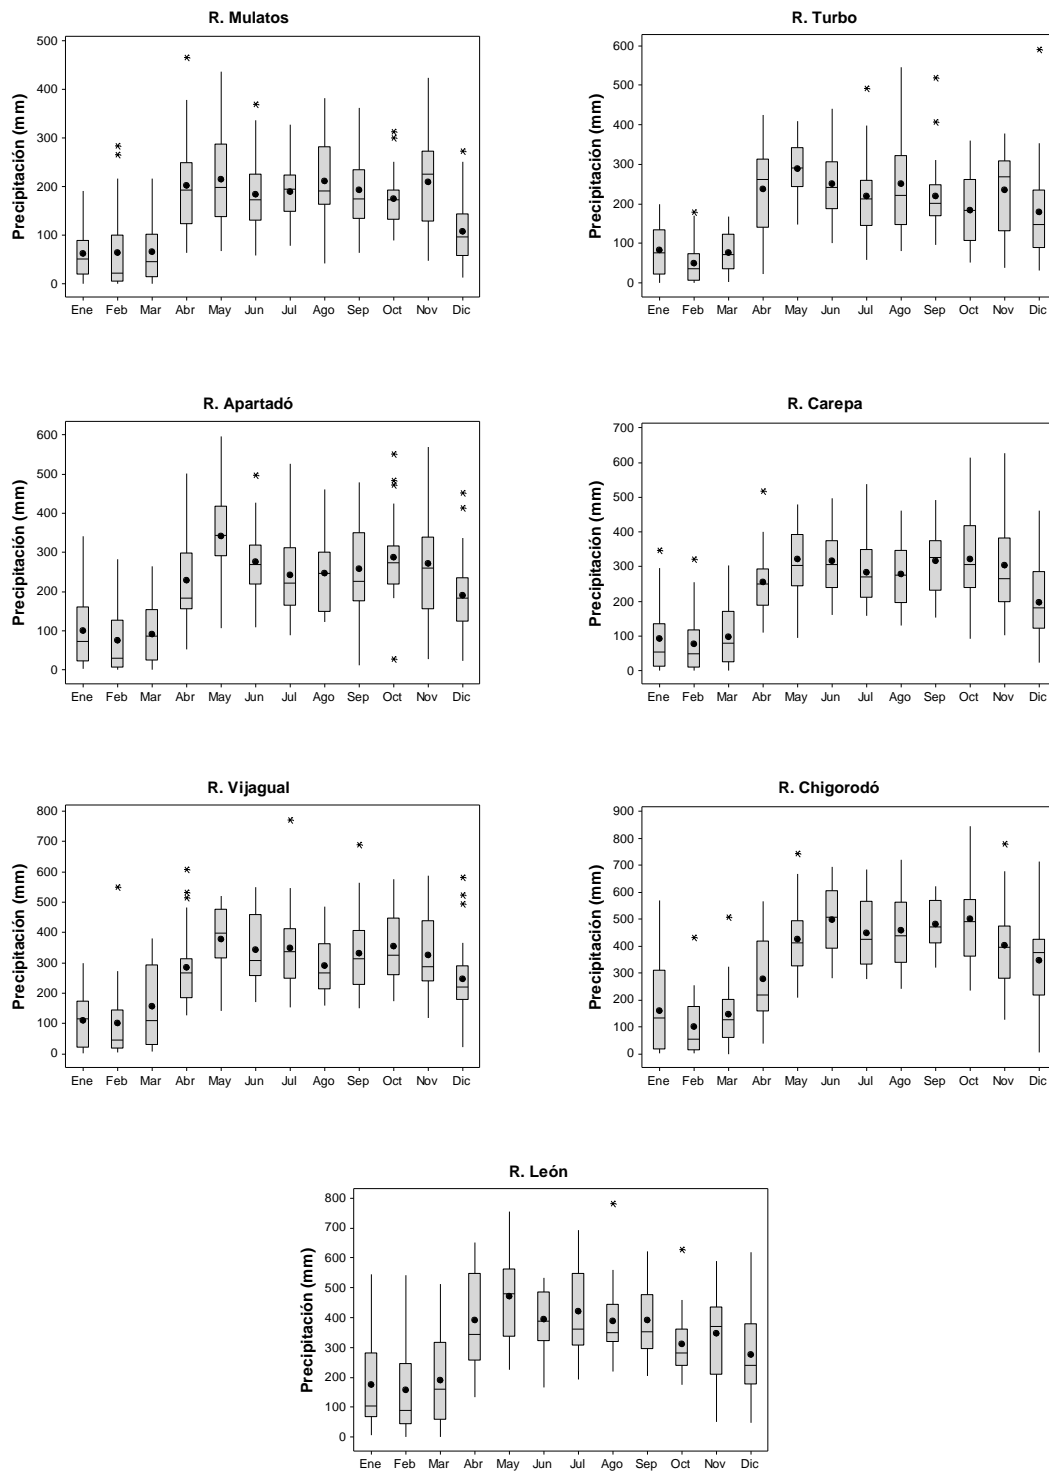 R. Mulatos
Precipitación (mm)
500
400
300
200
100
0
Ene Feb Mar Abr May Jun Jul Ago Sep Oct Nov Dic
R. Turbo
Precipitación (mm)
600
500
400
300
200
100
0
Ene Feb Mar Abr May Jun Jul Ago Sep Oct Nov Dic
R. Apartadó
Precipitación (mm)
600
500
400
300
200
100
0
Ene Feb Mar Abr May Jun Jul Ago Sep Oct Nov Dic
R. Carepa
Precipitación (mm)
700
600
500
400
300
200
100
0
Ene Feb Mar Abr May Jun Jul Ago Sep Oct Nov Dic
R. Vijagual
Precipitación (mm)
800
700
600
500
400
300
200
100
0
Ene Feb Mar Abr May Jun Jul Ago Sep Oct Nov Dic
R. Chigorodó
Precipitación (mm)
900
800
700
600
500
400
300
200
100
0
Ene Feb Mar Abr May Jun Jul Ago Sep Oct Nov Dic
R. León
Precipitación (mm)
800
700
600
500
400
300
200
100
0
Ene Feb Mar Abr May Jun Jul Ago Sep Oct Nov Dic